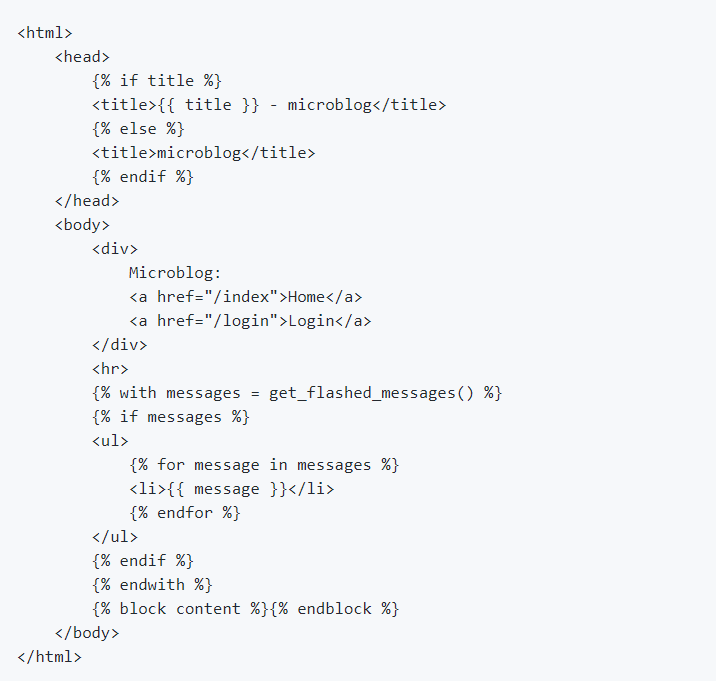 <html>
    <head>
        {% if title %}
        <title>{{ title }} - microblog</title>
        {% else %}
        <title>microblog</title>
        {% endif %}
    </head>
    <body>
        <div>
            Microblog:
            <a href="/index">Home</a>
            <a href="/login">Login</a>
        </div>
        <hr>
        {% with messages = get_flashed_messages() %}
        {% if messages %}
        <ul>
            {% for message in messages %}
            <li>{{ message }}</li>
            {% endfor %}
        </ul>
        {% endif %}
        {% endwith %}
        {% block content %}{% endblock %}
    </body>
</html>